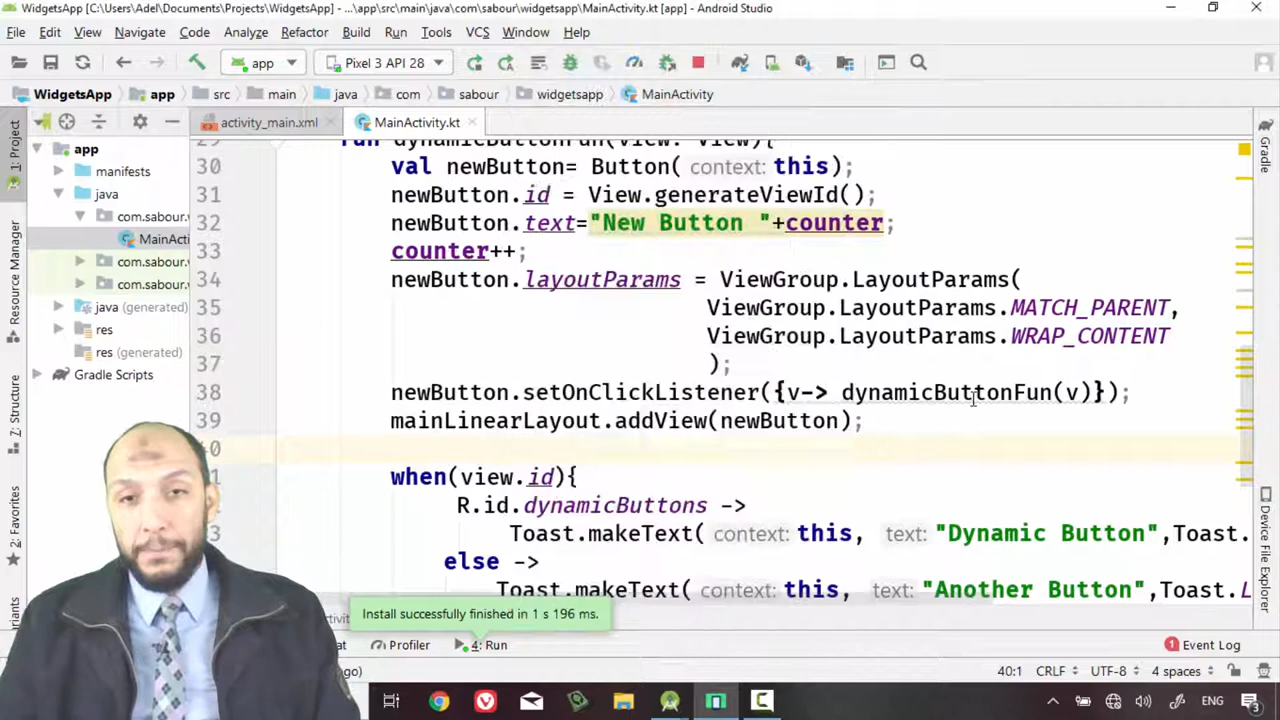 WidgetsApp [C:\Users\Adel\Documents\Projects\WidgetsApp] - ...\app\src\main\java\com\sabour\widgetsapp\MainActivity.kt [app] - Android Studio
File Edit View Navigate Code Analyze Refactor Build Run Tools VCS Window Help
app Pixel 3 API 28
WidgetsApp app src main java com sabour widgetsapp MainActivity
activity_main.xml MainActivity.kt
1: Project
Resource Manager
7: Structure
2: Favorites
app
manifests
java
com.sabour.
MainActi
com.sabour.
com.sabour.
java (generated)
res
res (generated)
Gradle Scripts
29 fun dynamicButtonFun(view: View){
30 val newButton= Button( context: this);
31 newButton.id = View.generateViewId();
32 newButton.text="New Button "+counter;
33 counter++;
34 newButton.layoutParams = ViewGroup.LayoutParams(
35 ViewGroup.LayoutParams.MATCH_PARENT,
36 ViewGroup.LayoutParams.WRAP_CONTENT
37 );
38 newButton.setOnClickListener({v-> dynamicButtonFun(v)});
39 mainLinearLayout.addView(newButton);
when(view.id){
R.id.dynamicButtons ->
Toast.makeText( context: this, text: "Dynamic Button",Toast.
else ->
Toast.makeText( context: this, text: "Another Button",Toast.L
Install successfully finished in 1 s 196 ms.
Gradle
Device File Explorer
Profiler 4: Run Event Log
40:1 CRLF UTF-8 4 spaces
ENG